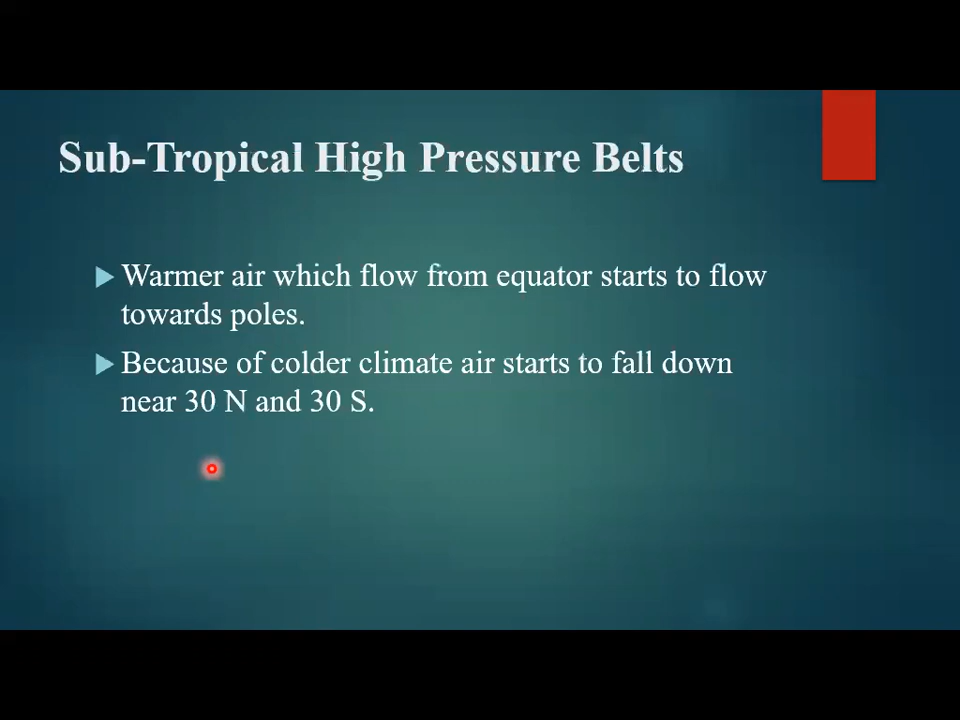 Sub-Tropical High Pressure Belts
Warmer air which flow from equator starts to flow
towards poles.
Because of colder climate air starts to fall down
near 30 N and 30 S.